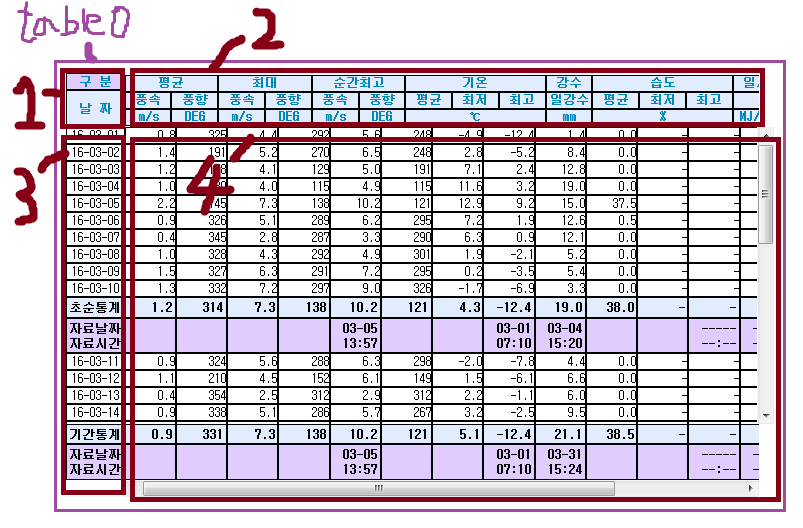 table0
2
1
3
4
구 분 평균 최대 순간최고 기온 강수 습도
날 짜 풍속 풍향 풍속 풍향 풍속 풍향 평균 최저 최고 일강수 평균 최저 최고
m/s DEG m/s DEG m/s DEG ℃ mm % MJ/
16-03-01 0.8 325 4.4 292 5.6 248 -4.9 -12.4 1.4 0.0 - -
16-03-02 1.4 191 5.2 270 6.5 248 2.8 -5.2 8.4 0.0 - -
16-03-03 1.2 4.1 129 5.0 191 7.1 2.4 12.8 0.0 - -
16-03-04 1.0 4.0 115 4.9 115 11.6 3.2 19.0 0.0 - -
16-03-05 2.2 7.3 138 10.2 121 12.9 9.2 15.0 37.5 - -
16-03-06 0.9 326 5.1 289 6.2 295 7.2 1.9 12.6 0.5 - -
16-03-07 0.4 345 2.8 287 3.3 290 6.3 0.9 12.1 0.0 - -
16-03-08 1.0 328 4.3 292 4.9 301 1.9 -2.1 5.2 0.0 - -
16-03-09 1.5 327 6.3 291 7.2 295 0.2 -3.5 5.4 0.0 - -
16-03-10 1.3 332 7.2 297 9.0 326 -1.7 -6.9 3.3 0.0 - -
초순통계 1.2 314 7.3 138 10.2 121 4.3 -12.4 19.0 38.0 - -
자료날짜 03-05 03-01 03-04 -----
자료시간 13:57 07:10 15:20 --:--
16-03-11 0.9 324 5.6 288 6.3 298 -2.0 -7.8 4.4 0.0 - -
16-03-12 1.1 210 4.5 152 6.1 149 1.5 -6.1 6.6 0.0 - -
16-03-13 0.4 354 2.5 312 2.9 312 2.2 -1.1 6.0 0.0 - -
16-03-14 0.9 338 5.1 286 5.7 267 3.2 -2.5 9.5 0.0 - -
기간통계 0.9 331 7.3 138 10.2 121 5.1 -12.4 21.1 38.5 - -
자료날짜 03-05 03-01 03-31 -----
자료시간 13:57 07:10 15:24 --:--